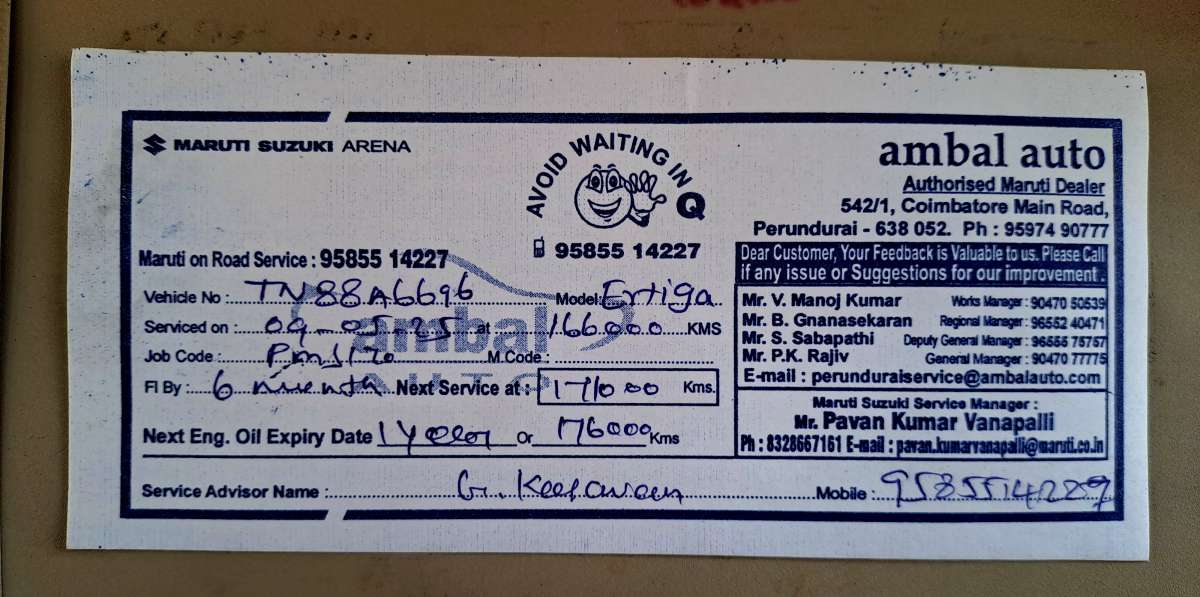 MARUTI SUZUKI ARENA
AVOID WAITING IN Q
95855 14227
ambal auto
Authorised Maruti Dealer
542/1, Coimbatore Main Road,
Perundurai - 638 052. Ph : 95974 90777
Dear Customer, Your Feedback is Valuable to us. Please Call
if any issue or Suggestions for our improvement.
Mr. V. Manoj Kumar Works Manager : 90470 50539
Mr. B. Gnanasekaran Regional Manager : 96552 40471
Mr. S. Sabapathi Deputy General Manager : 96555 75757
Mr. P.K. Rajiv General Manager : 90470 77775
E-mail : perunduraiservice@ambalauto.com
Maruti Suzuki Service Manager :
Mr. Pavan Kumar Vanapalli
Ph : 8328667161 E-mail : pavan.kumarvanapalli@maruti.co.in
Maruti on Road Service : 95855 14227
Vehicle No : TN88A6696 Model: Ertiga
Serviced on : 09-05-25 at 166000 KMS
ambal
AUTO
Job Code : M.Code :
FI By : 6 Next Service at : 171000 Kms.
Next Eng. Oil Expiry Date 1 Year Or 176000 Kms
Service Advisor Name : G. Mobile :